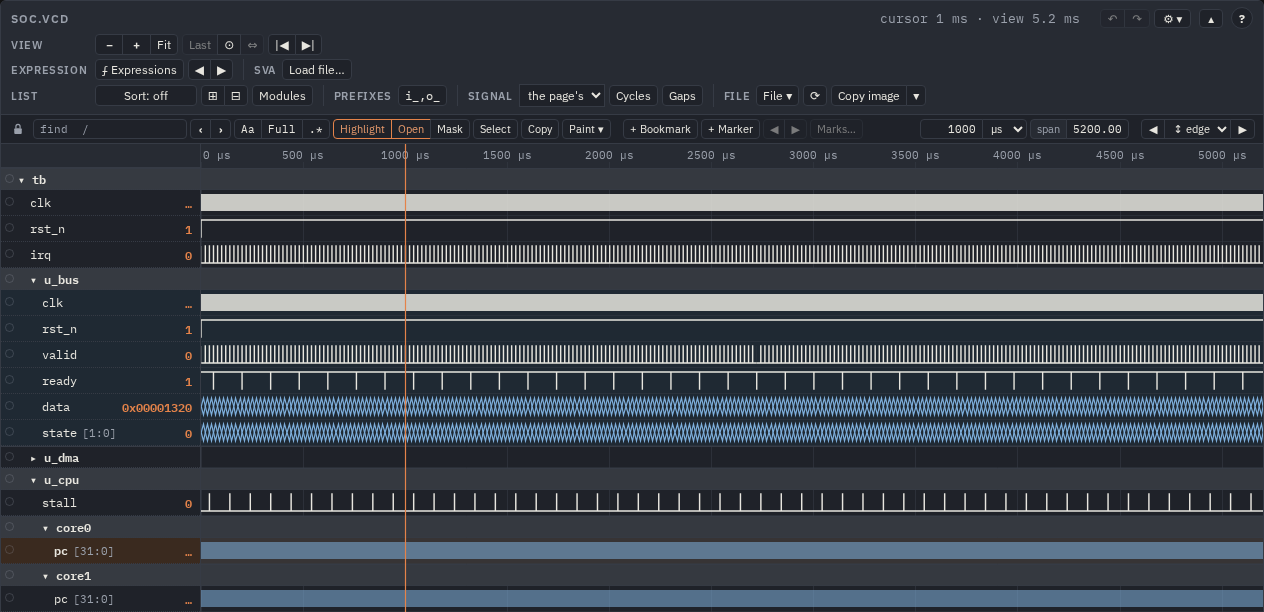 SOC.VCD cursor 1 ms · view 5.2 ms ↶ ↷ ⚙ ▾ ▲ ?
VIEW − + Fit Last ⊙ ⇔ |◀ ▶|
EXPRESSION ⨍ Expressions ◀ ▶ SVA Load file…
LIST Sort: off ⊞ ⊟ Modules PREFIXES i_,o_ SIGNAL the page's Cycles Gaps FILE File ▾ ⟳ Copy image ▾
find / ‹ › Aa Full .* Highlight Open Mask Select Copy Paint ▾ + Bookmark + Marker ◀ ▶ Marks… 1000 µs span 5200.00 ◀ ↕ edge ▶
0 µs 500 µs 1000 µs 1500 µs 2000 µs 2500 µs 3000 µs 3500 µs 4000 µs 4500 µs 5000 µs
▾ tb
clk …
rst_n 1
irq 0
▾ u_bus
clk …
rst_n 1
valid 0
ready 1
data 0x00001320
state [1:0] 0
▸ u_dma
▾ u_cpu
stall 0
▾ core0
pc [31:0] …
▾ core1
pc [31:0] …